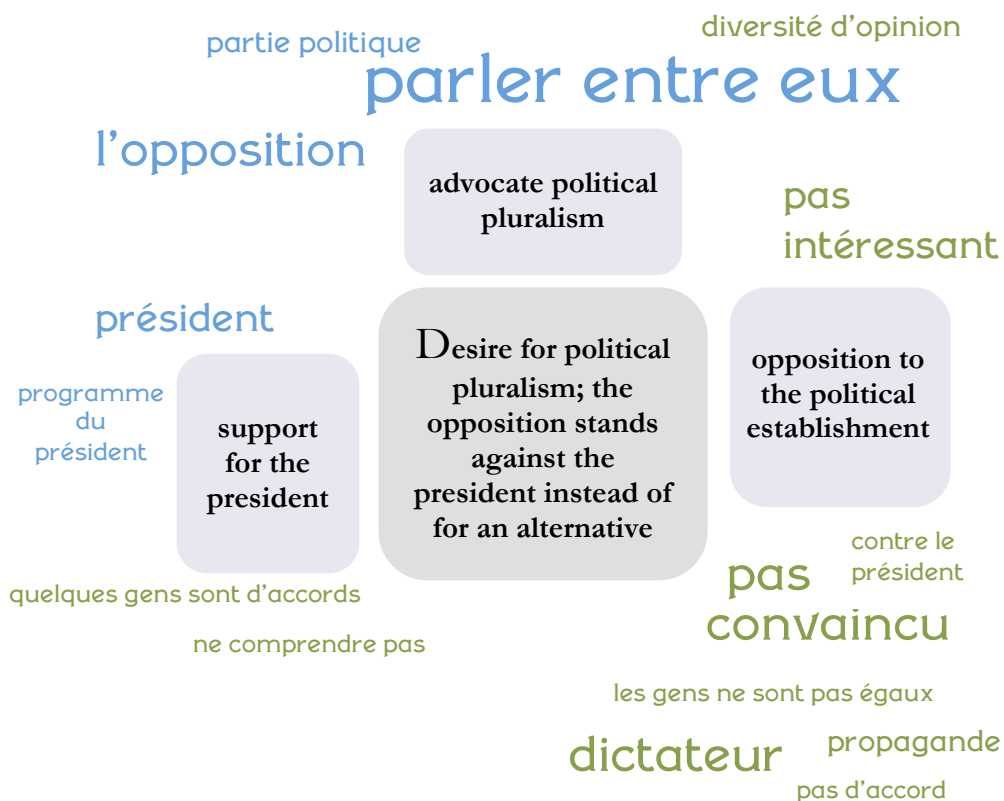 diversité d'opinion
partie politique
parler entre eux
l'opposition
advocate political
pluralism
pas
intéressant
président
Desire for political
pluralism; the
opposition stands
against the
president instead of
for an alternative
opposition to
the political
establishment
programme
du
président
support
for the
president
contre le
président
pas
convaincu
quelques gens sont d'accords
ne comprendre pas
les gens ne sont pas égaux
dictateur
propagande
pas d'accord